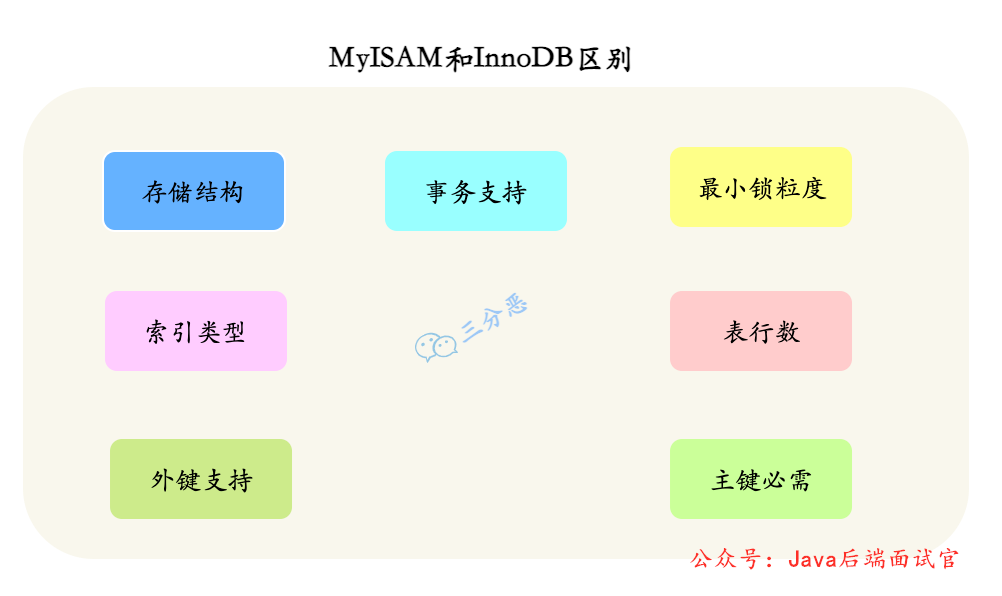 MyISAM和InnoDB区别
存储结构
事务支持
最小锁粒度
索引类型
三分恶
表行数
外键支持
主键必需
公众号：Java后端面试官